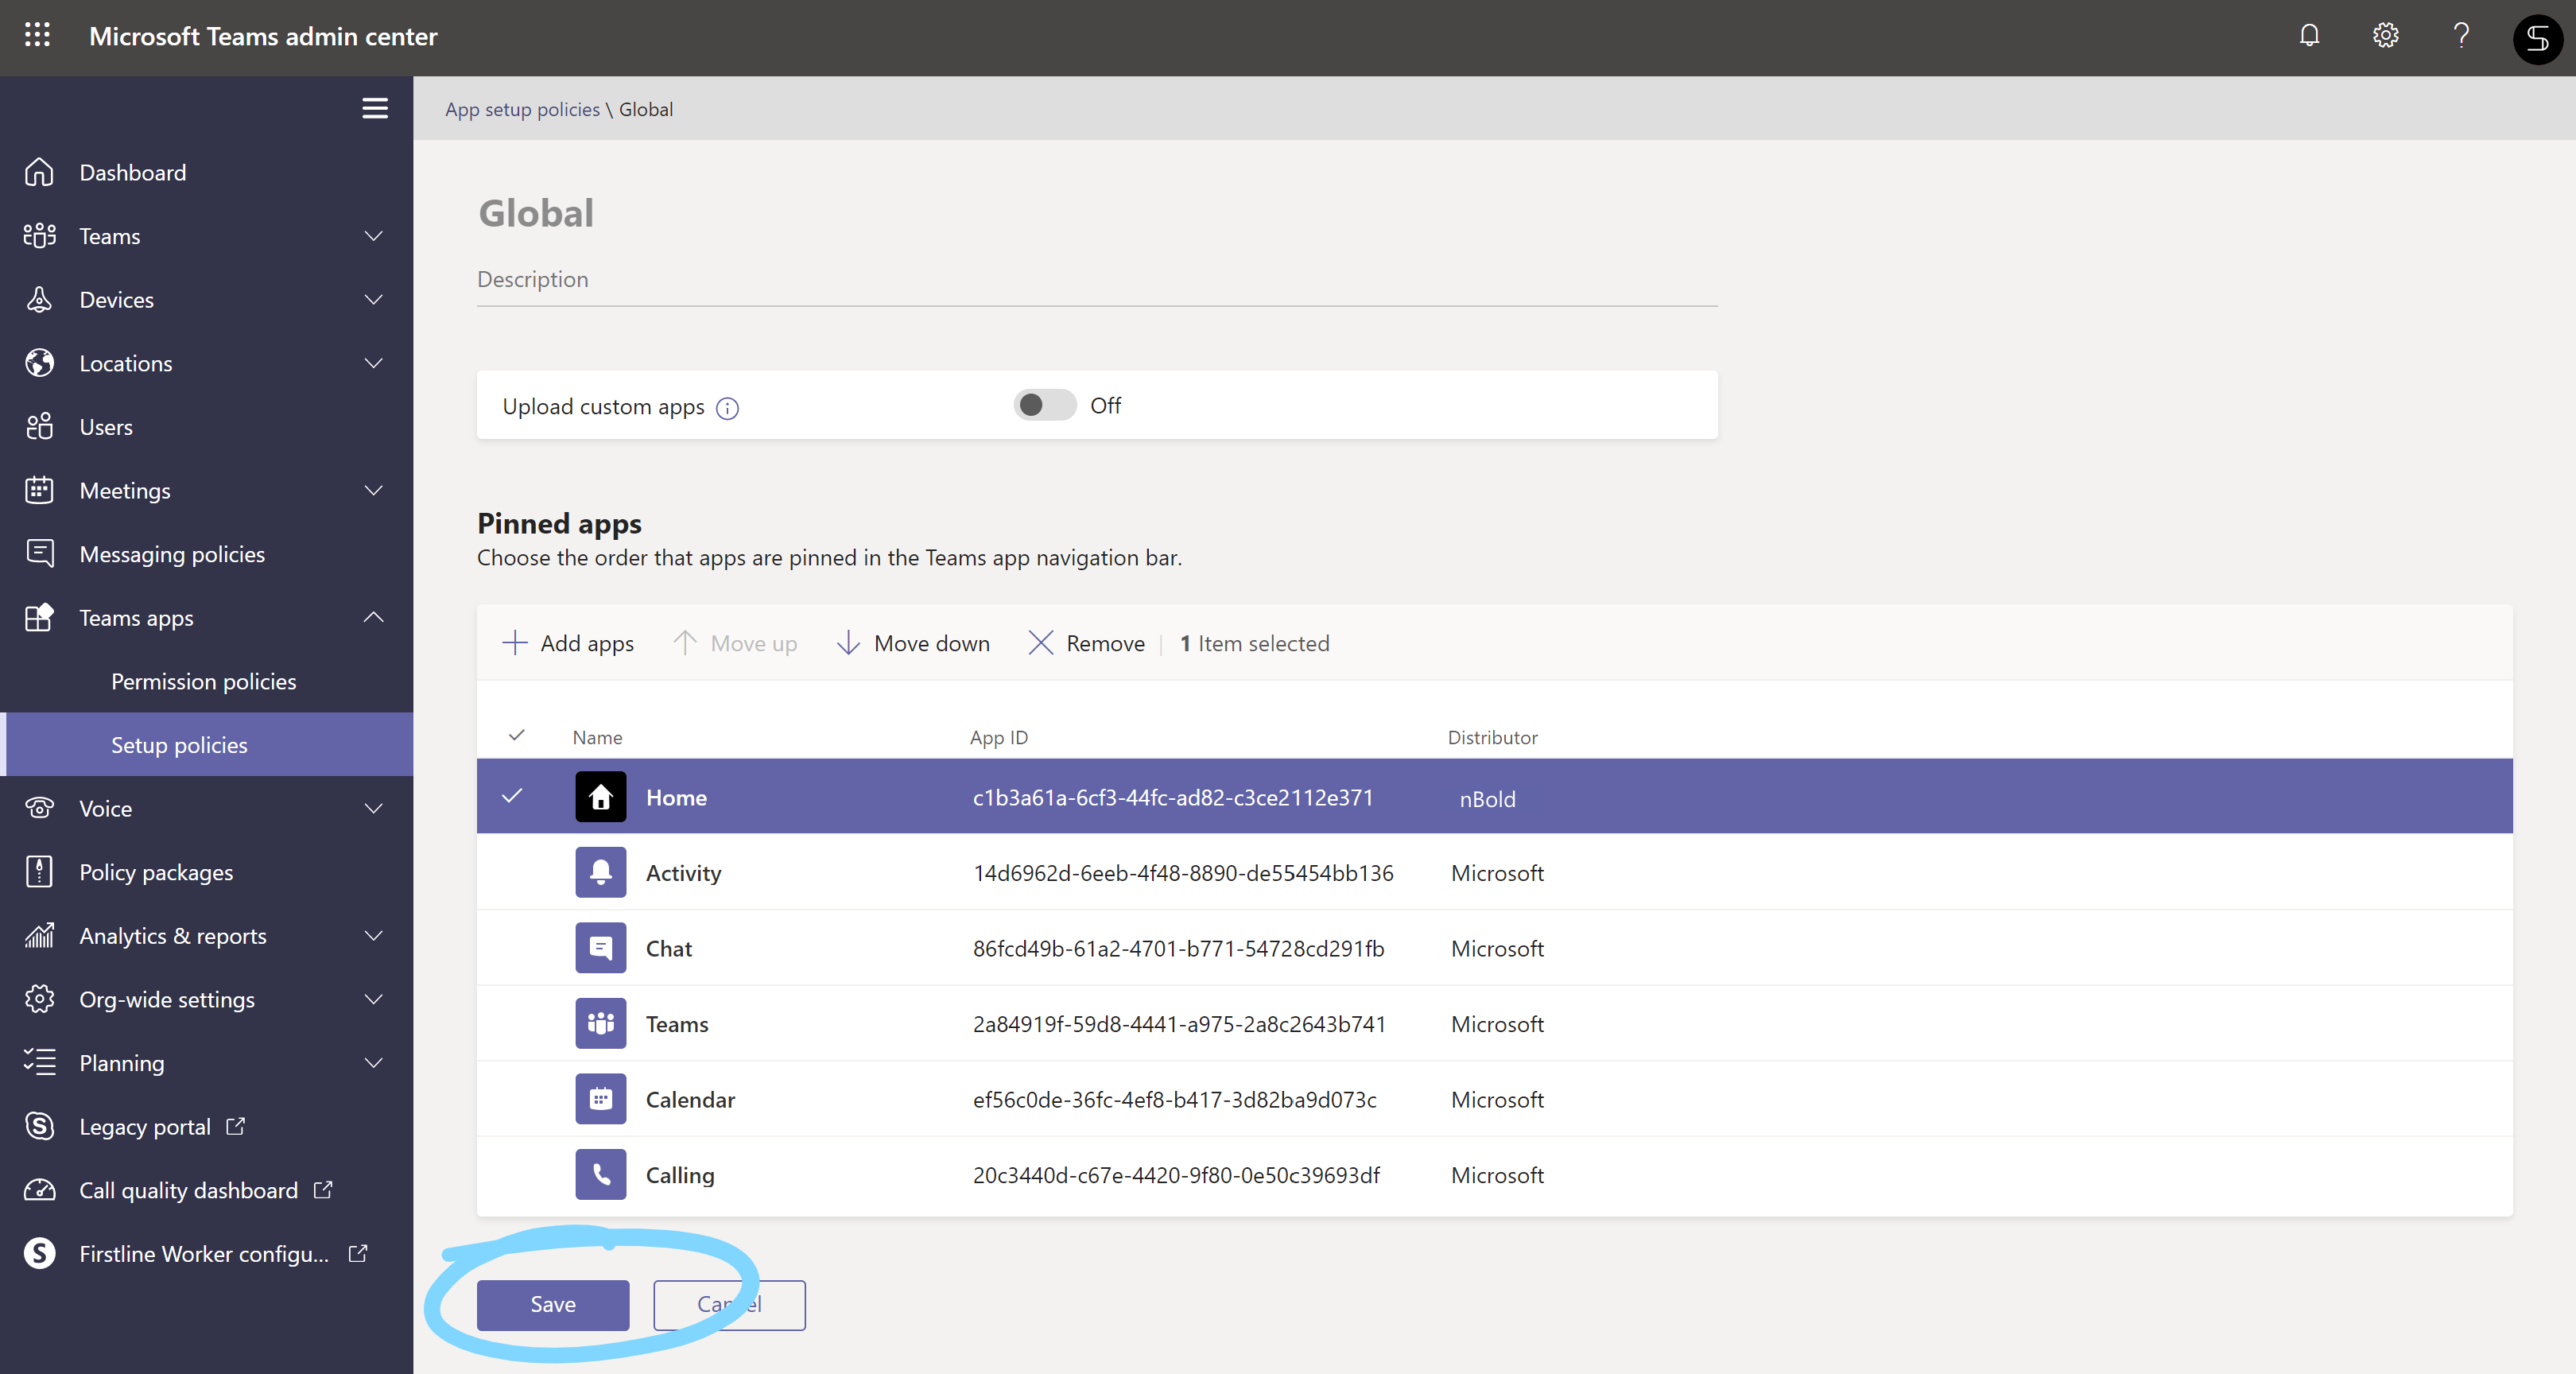 Microsoft Teams admin center
App setup policies \ Global
Dashboard
Teams
Devices
Locations
Users
Meetings
Messaging policies
Teams apps
Permission policies
Setup policies
Voice
Policy packages
Analytics & reports
Org-wide settings
Planning
Legacy portal
Call quality dashboard
Firstline Worker configu...
Global
Description
Upload custom apps Off
Pinned apps
Choose the order that apps are pinned in the Teams app navigation bar.
Add apps Move up Move down Remove 1 Item selected
Name App ID Distributor
Home c1b3a61a-6cf3-44fc-ad82-c3ce2112e371 nBold
Activity 14d6962d-6eeb-4f48-8890-de55454bb136 Microsoft
Chat 86fcd49b-61a2-4701-b771-54728cd291fb Microsoft
Teams 2a84919f-59d8-4441-a975-2a8c2643b741 Microsoft
Calendar ef56c0de-36fc-4ef8-b417-3d82ba9d073c Microsoft
Calling 20c3440d-c67e-4420-9f80-0e50c39693df Microsoft
Save Cancel